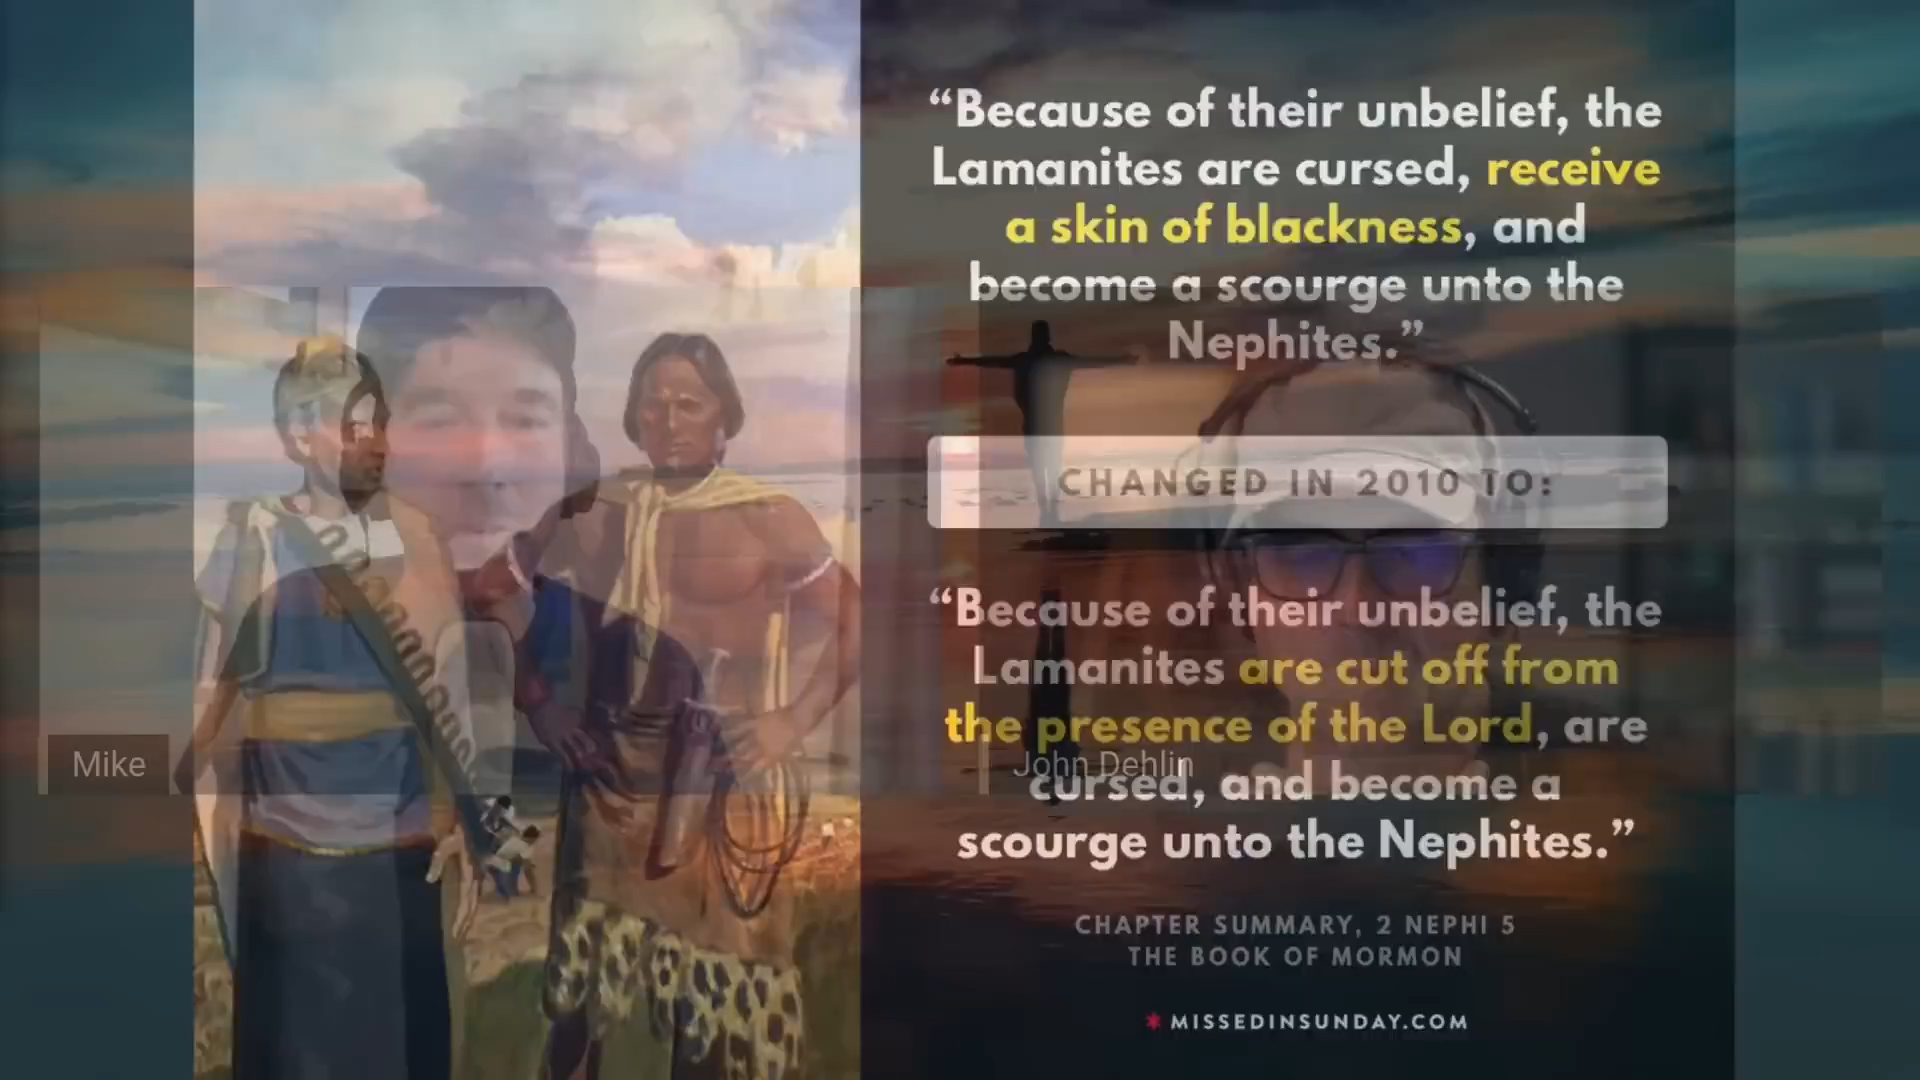 “Because of their unbelief, the
Lamanites are cursed, receive
a skin of blackness, and
become a scourge unto the
Nephites.”
CHANGED IN 2010 TO:
“Because of their unbelief, the
Lamanites are cut off from
the presence of the Lord, are
cursed, and become a
scourge unto the Nephites.”
CHAPTER SUMMARY, 2 NEPHI 5
THE BOOK OF MORMON
* MISSEDINSUNDAY.COM
Mike
John Dehlin